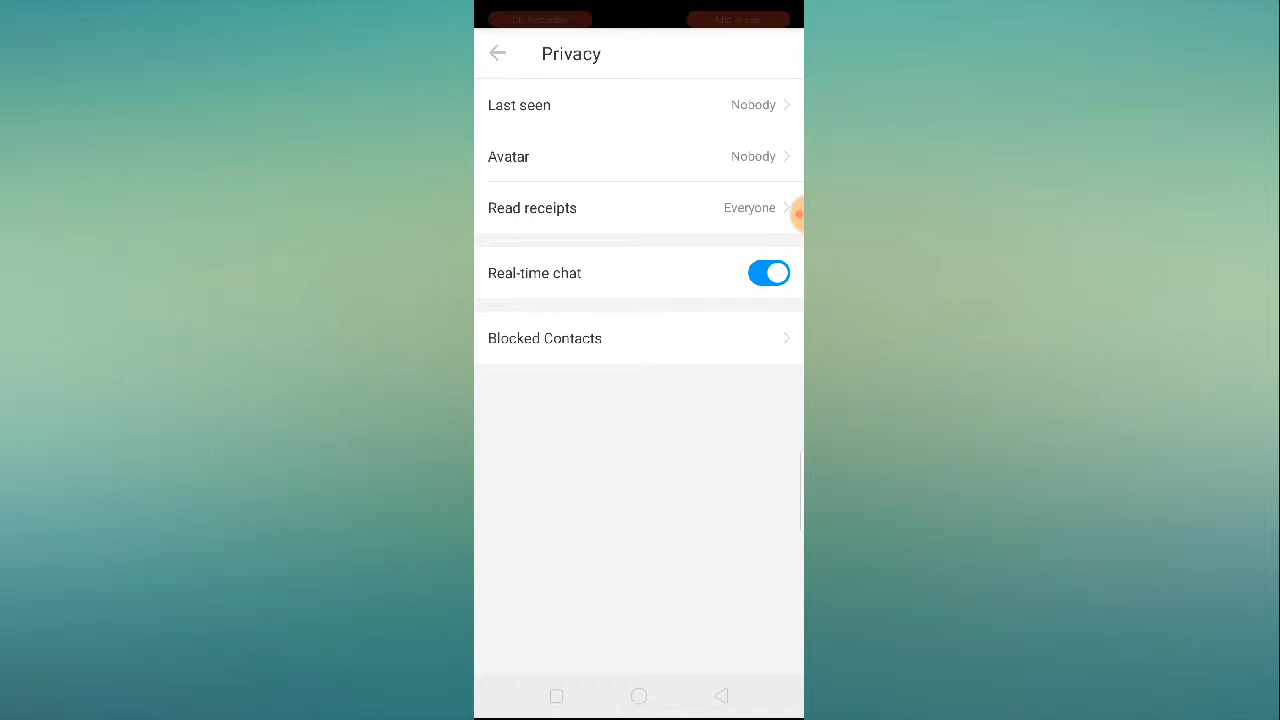 Privacy
Last seen Nobody
Avatar Nobody
Read receipts Everyone
Real-time chat
Blocked Contacts